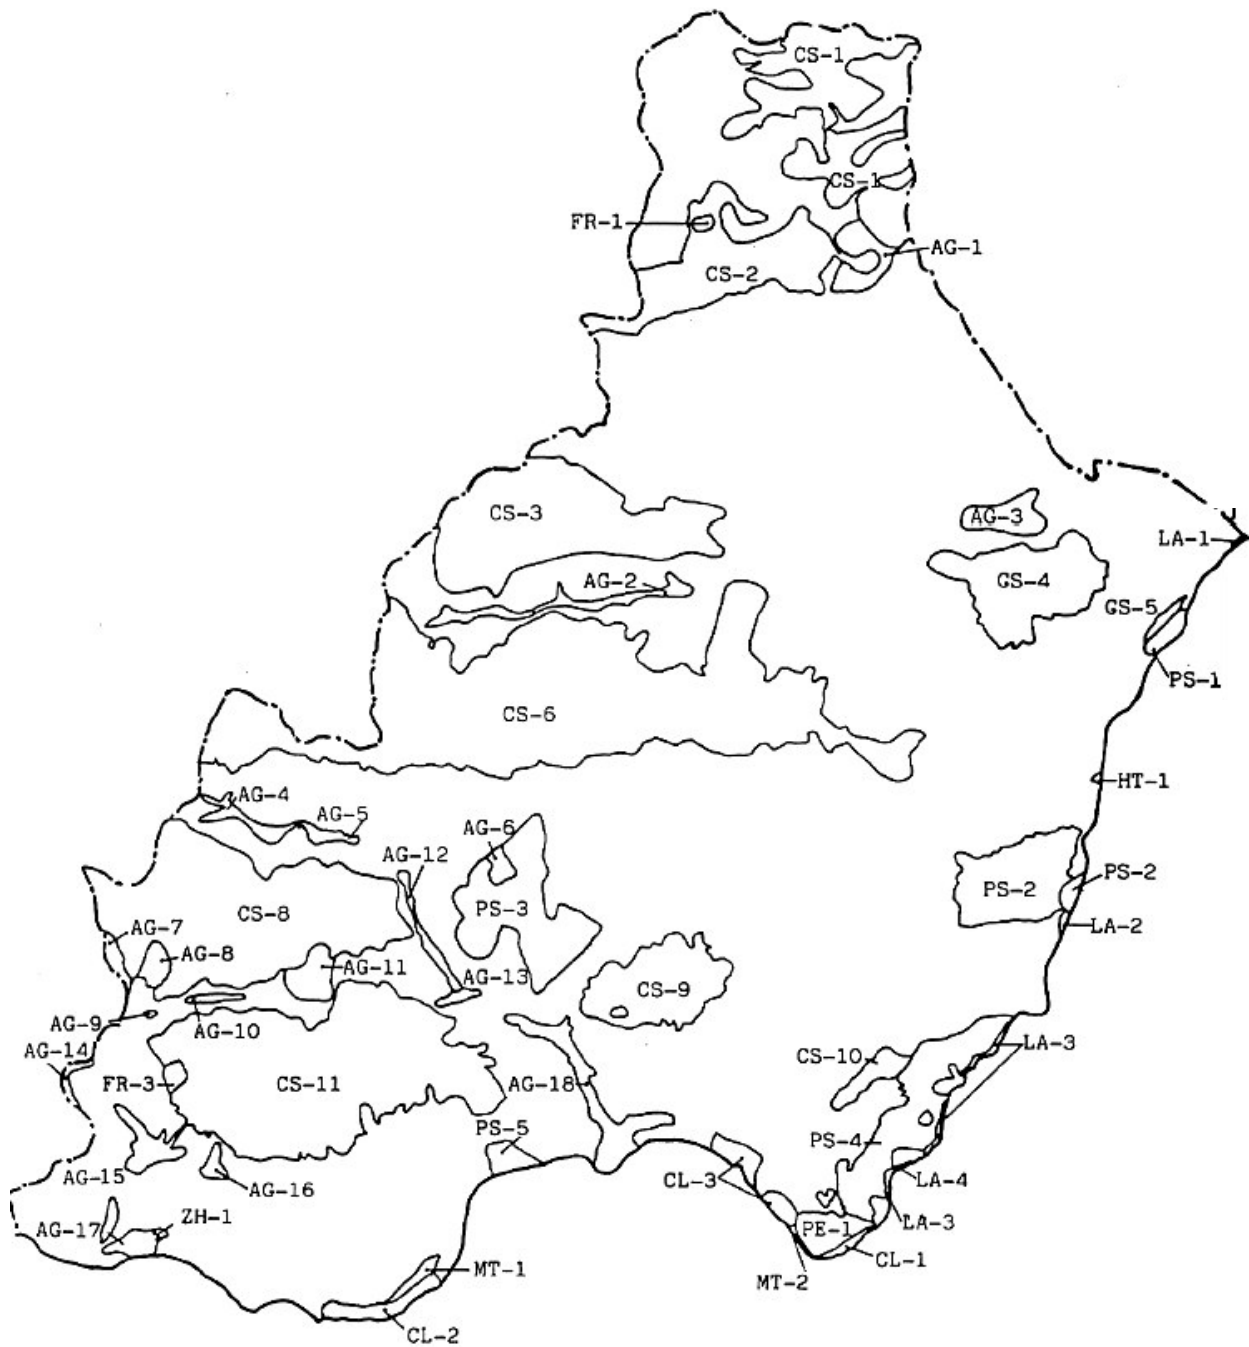 CS-1
CS-1
FR-1
AG-1
CS-2
CS-3
AG-3
LA-1
AG-2
GS-4
GS-5
PS-1
CS-6
HT-1
AG-4
AG-5
AG-6
AG-12
PS-2
PS-2
CS-8
PS-3
AG-7
LA-2
AG-8
AG-11
AG-13
CS-9
AG-9
AG-10
LA-3
AG-14
CS-10
FR-3
CS-11
AG-18
PS-5
PS-4
AG-15
AG-16
CL-3
LA-4
ZH-1
LA-3
AG-17
PE-1
CL-1
MT-1
MT-2
CL-2